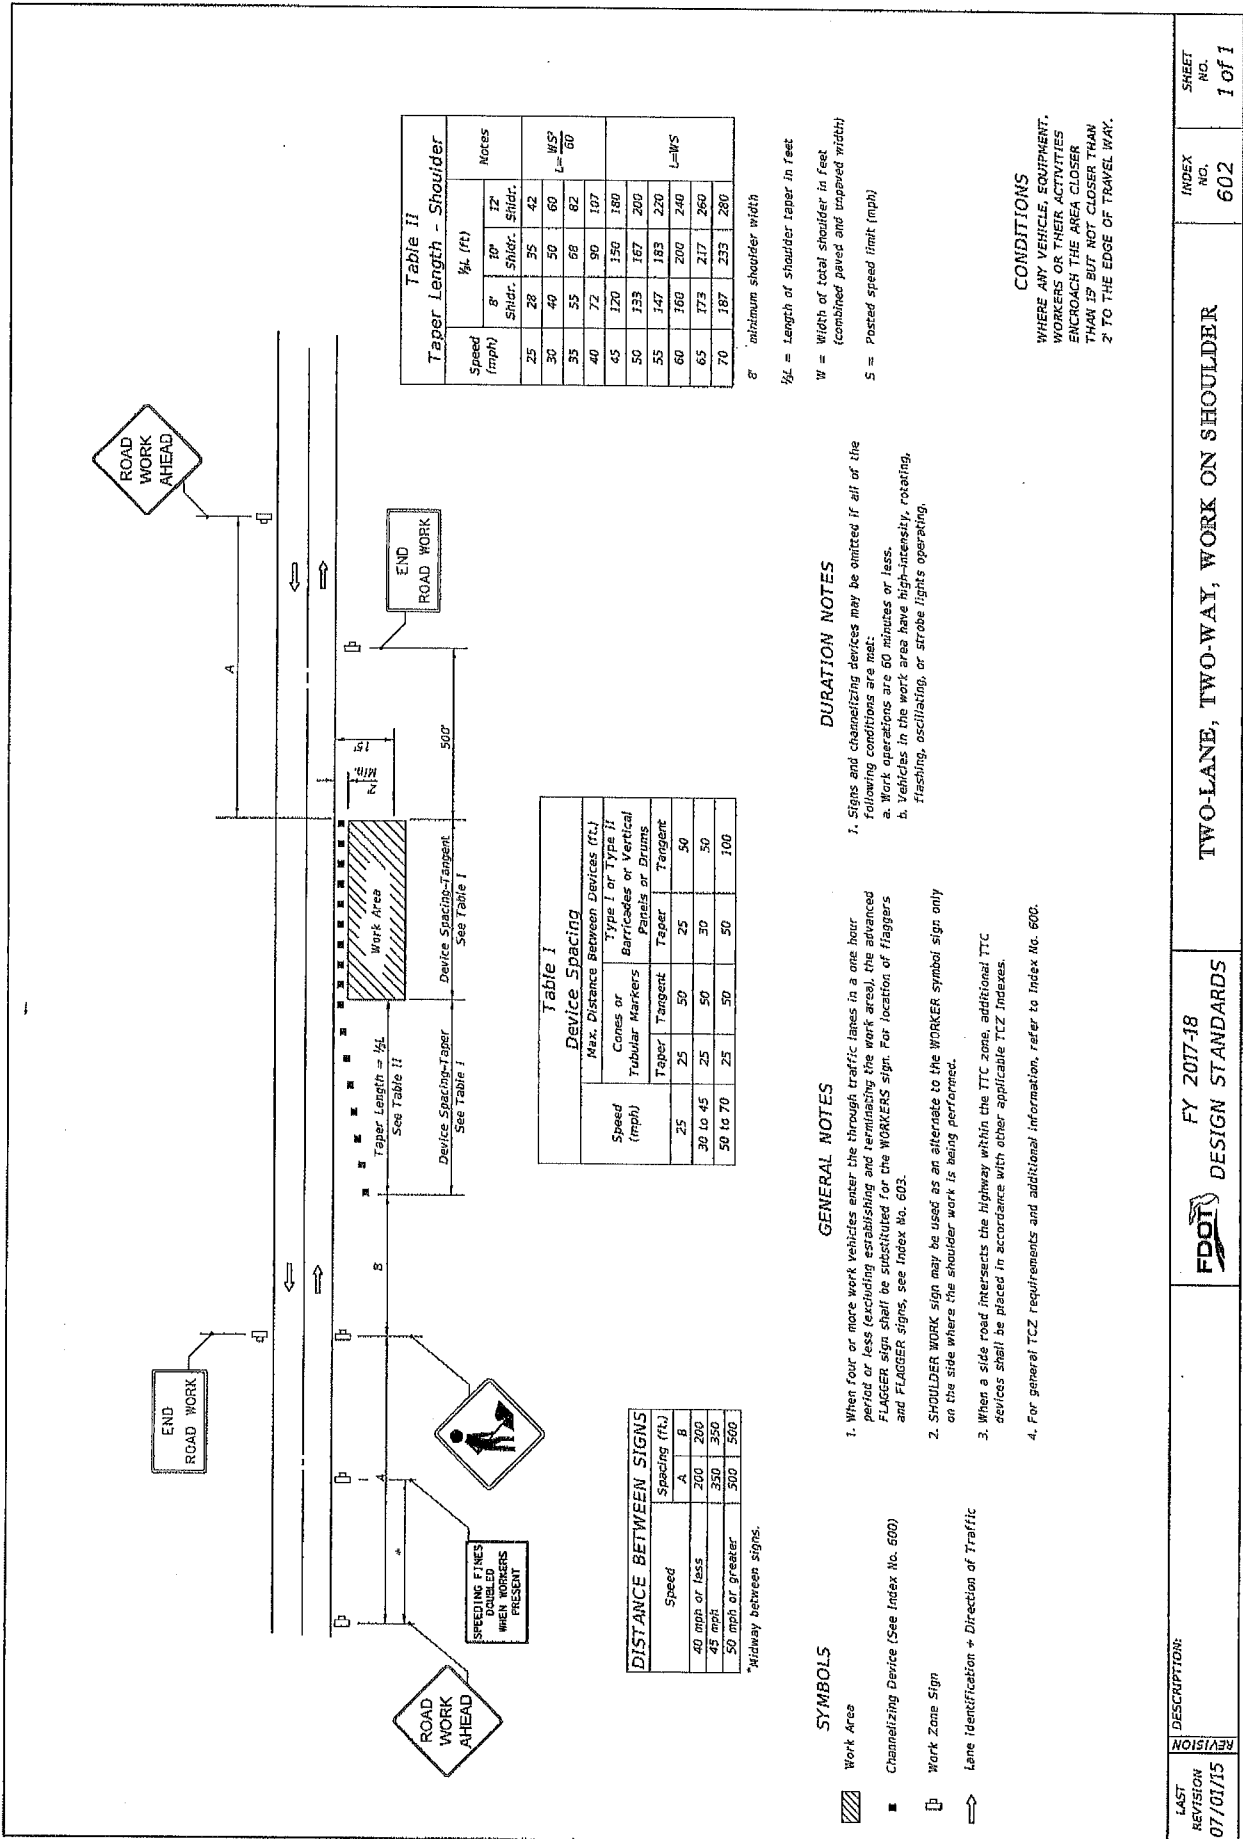 END
ROAD WORK
ROAD
WORK
AHEAD
A
Work Area
Taper Length = ⅓L
See Table II
2' Min.
15'
Device Spacing-Taper
See Table I
Device Spacing-Tangent
See Table I
500'
B
A
*
END
ROAD WORK
ROAD
WORK
AHEAD
SPEEDING FINES
DOUBLED
WHEN WORKERS
PRESENT
DISTANCE BETWEEN SIGNS
Speed Spacing (ft.)
A B
40 mph or less 200 200
45 mph 350 350
50 mph or greater 500 500
*Midway between signs.
Table I
Device Spacing
Speed (mph) Max. Distance Between Devices (ft.)
Cones or Tubular Markers Type I or Type II Barricades or Vertical Panels or Drums
Taper Tangent Taper Tangent
25 25 50 25 50
30 to 45 25 50 30 50
50 to 70 25 50 50 100
Table II
Taper Length - Shoulder
Speed (mph) ⅓L (ft) Notes
8' Shldr. 10' Shldr. 12' Shldr.
25 28 35 42 L=WS²/60
30 40 50 60
35 55 68 82
40 72 90 107
45 120 150 180 L=WS
50 133 167 200
55 147 183 220
60 160 200 240
65 173 217 260
70 187 233 280
8' minimum shoulder width
⅓L = Length of shoulder taper in feet
W = Width of total shoulder in feet
(combined paved and unpaved width)
S = Posted speed limit (mph)
SYMBOLS
Work Area
Channelizing Device (See Index No. 600)
Work Zone Sign
Lane Identification + Direction of Traffic
GENERAL NOTES
1. When four or more work vehicles enter the through traffic lanes in a one hour
period or less (excluding establishing and terminating the work area), the advanced
FLAGGER sign shall be substituted for the WORKERS sign. For location of flaggers
and FLAGGER signs, see Index No. 603.
2. SHOULDER WORK sign may be used as an alternate to the WORKER symbol sign only
on the side where the shoulder work is being performed.
3. When a side road intersects the highway within the TTC zone, additional TTC
devices shall be placed in accordance with other applicable TCZ Indexes.
4. For general TCZ requirements and additional information, refer to Index No. 600.
DURATION NOTES
1. Signs and channelizing devices may be omitted if all of the
following conditions are met:
a. Work operations are 60 minutes or less.
b. Vehicles in the work area have high-intensity, rotating,
flashing, oscillating, or strobe lights operating.
CONDITIONS
WHERE ANY VEHICLE, EQUIPMENT,
WORKERS OR THEIR ACTIVITIES
ENCROACH THE AREA CLOSER
THAN 15' BUT NOT CLOSER THAN
2' TO THE EDGE OF TRAVEL WAY.
LAST
REVISION
07/01/15
REVISION
DESCRIPTION:
FDOT
FY 2017-18
DESIGN STANDARDS
TWO-LANE, TWO-WAY, WORK ON SHOULDER
INDEX
NO.
602
SHEET
NO.
1 of 1